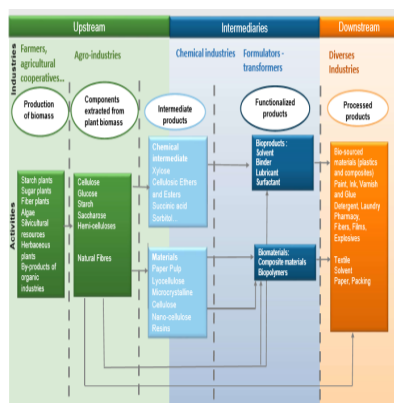 Upstream
Intermediaries
Downstream
Industries
Farmers,
agricultural
cooperatives...
Agro-industries
Chemical industries
Formulators -
transformers
Diverses
Industries
Production
of biomass
Components
extracted from
plant biomass
Intermediate
products
Functionalized
products
Processed
products
Activities
Starch plants
Sugar plants
Fiber plants
Algae
Silvicultural
resources
Herbaceous
plants
By-products of
organic
industries
Cellulose
Glucose
Starch
Saccharose
Hemi-celluloses
Natural Fibres
Chemical
intermediate
Xylose
Cellulosic Ethers
and Esters
Succinic acid
Sorbitol...
Materials
Paper Pulp
Lyocellulose
Microcrystalline
Cellulose
Nano-cellulose
Resins
Bioproducts :
Solvent
Binder
Lubricant
Surfactant
Biomaterials:
Composite materials
Biopolymers
Bio-sourced
materials (plastics
and composites)
Paint, Ink, Varnish
and Glue
Detergent, Laundry
Pharmacy,
Fibers, Films,
Explosives
Textile
Solvent
Paper, Packing